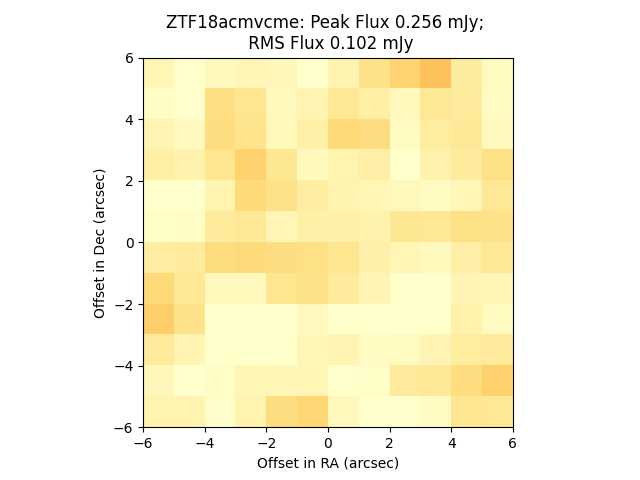 ZTF18acmvcme: Peak Flux 0.256 mJy;
RMS Flux 0.102 mJy
6
4
2
0
−2
−4
−6
Offset in Dec (arcsec)
−6 −4 −2 0 2 4 6
Offset in RA (arcsec)